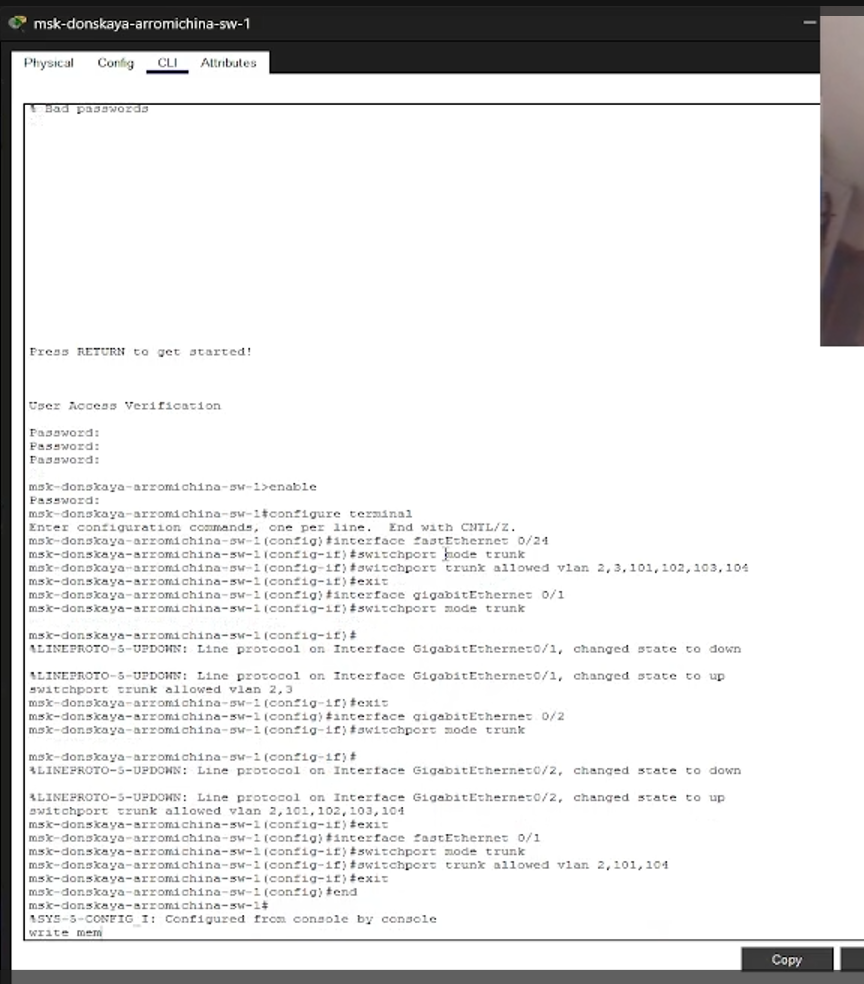 msk-donskaya-arromichina-sw-1
Physical Config CLI Attributes
% Bad passwords
Press RETURN to get started!
User Access Verification
Password:
Password:
Password:
msk-donskaya-arromichina-sw-1>enable
Password:
msk-donskaya-arromichina-sw-1#configure terminal
Enter configuration commands, one per line.  End with CNTL/Z.
msk-donskaya-arromichina-sw-1(config)#interface fastEthernet 0/24
msk-donskaya-arromichina-sw-1(config-if)#switchport mode trunk
msk-donskaya-arromichina-sw-1(config-if)#switchport trunk allowed vlan 2,3,101,102,103,104
msk-donskaya-arromichina-sw-1(config-if)#exit
msk-donskaya-arromichina-sw-1(config)#interface gigabitEthernet 0/1
msk-donskaya-arromichina-sw-1(config-if)#switchport mode trunk
msk-donskaya-arromichina-sw-1(config-if)#
%LINEPROTO-5-UPDOWN: Line protocol on Interface GigabitEthernet0/1, changed state to down
%LINEPROTO-5-UPDOWN: Line protocol on Interface GigabitEthernet0/1, changed state to up
switchport trunk allowed vlan 2,3
msk-donskaya-arromichina-sw-1(config-if)#exit
msk-donskaya-arromichina-sw-1(config)#interface gigabitEthernet 0/2
msk-donskaya-arromichina-sw-1(config-if)#switchport mode trunk
msk-donskaya-arromichina-sw-1(config-if)#
%LINEPROTO-5-UPDOWN: Line protocol on Interface GigabitEthernet0/2, changed state to down
%LINEPROTO-5-UPDOWN: Line protocol on Interface GigabitEthernet0/2, changed state to up
switchport trunk allowed vlan 2,101,102,103,104
msk-donskaya-arromichina-sw-1(config-if)#exit
msk-donskaya-arromichina-sw-1(config)#interface fastEthernet 0/1
msk-donskaya-arromichina-sw-1(config-if)#switchport mode trunk
msk-donskaya-arromichina-sw-1(config-if)#switchport trunk allowed vlan 2,101,104
msk-donskaya-arromichina-sw-1(config-if)#exit
msk-donskaya-arromichina-sw-1(config)#end
msk-donskaya-arromichina-sw-1#
%SYS-5-CONFIG_I: Configured from console by console
write mem
Copy